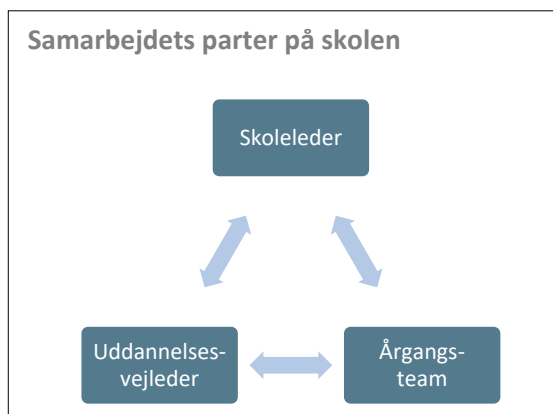 Samarbejdets parter på skolen
Skoleleder
Uddannelses-
vejleder
Årgangs-
team